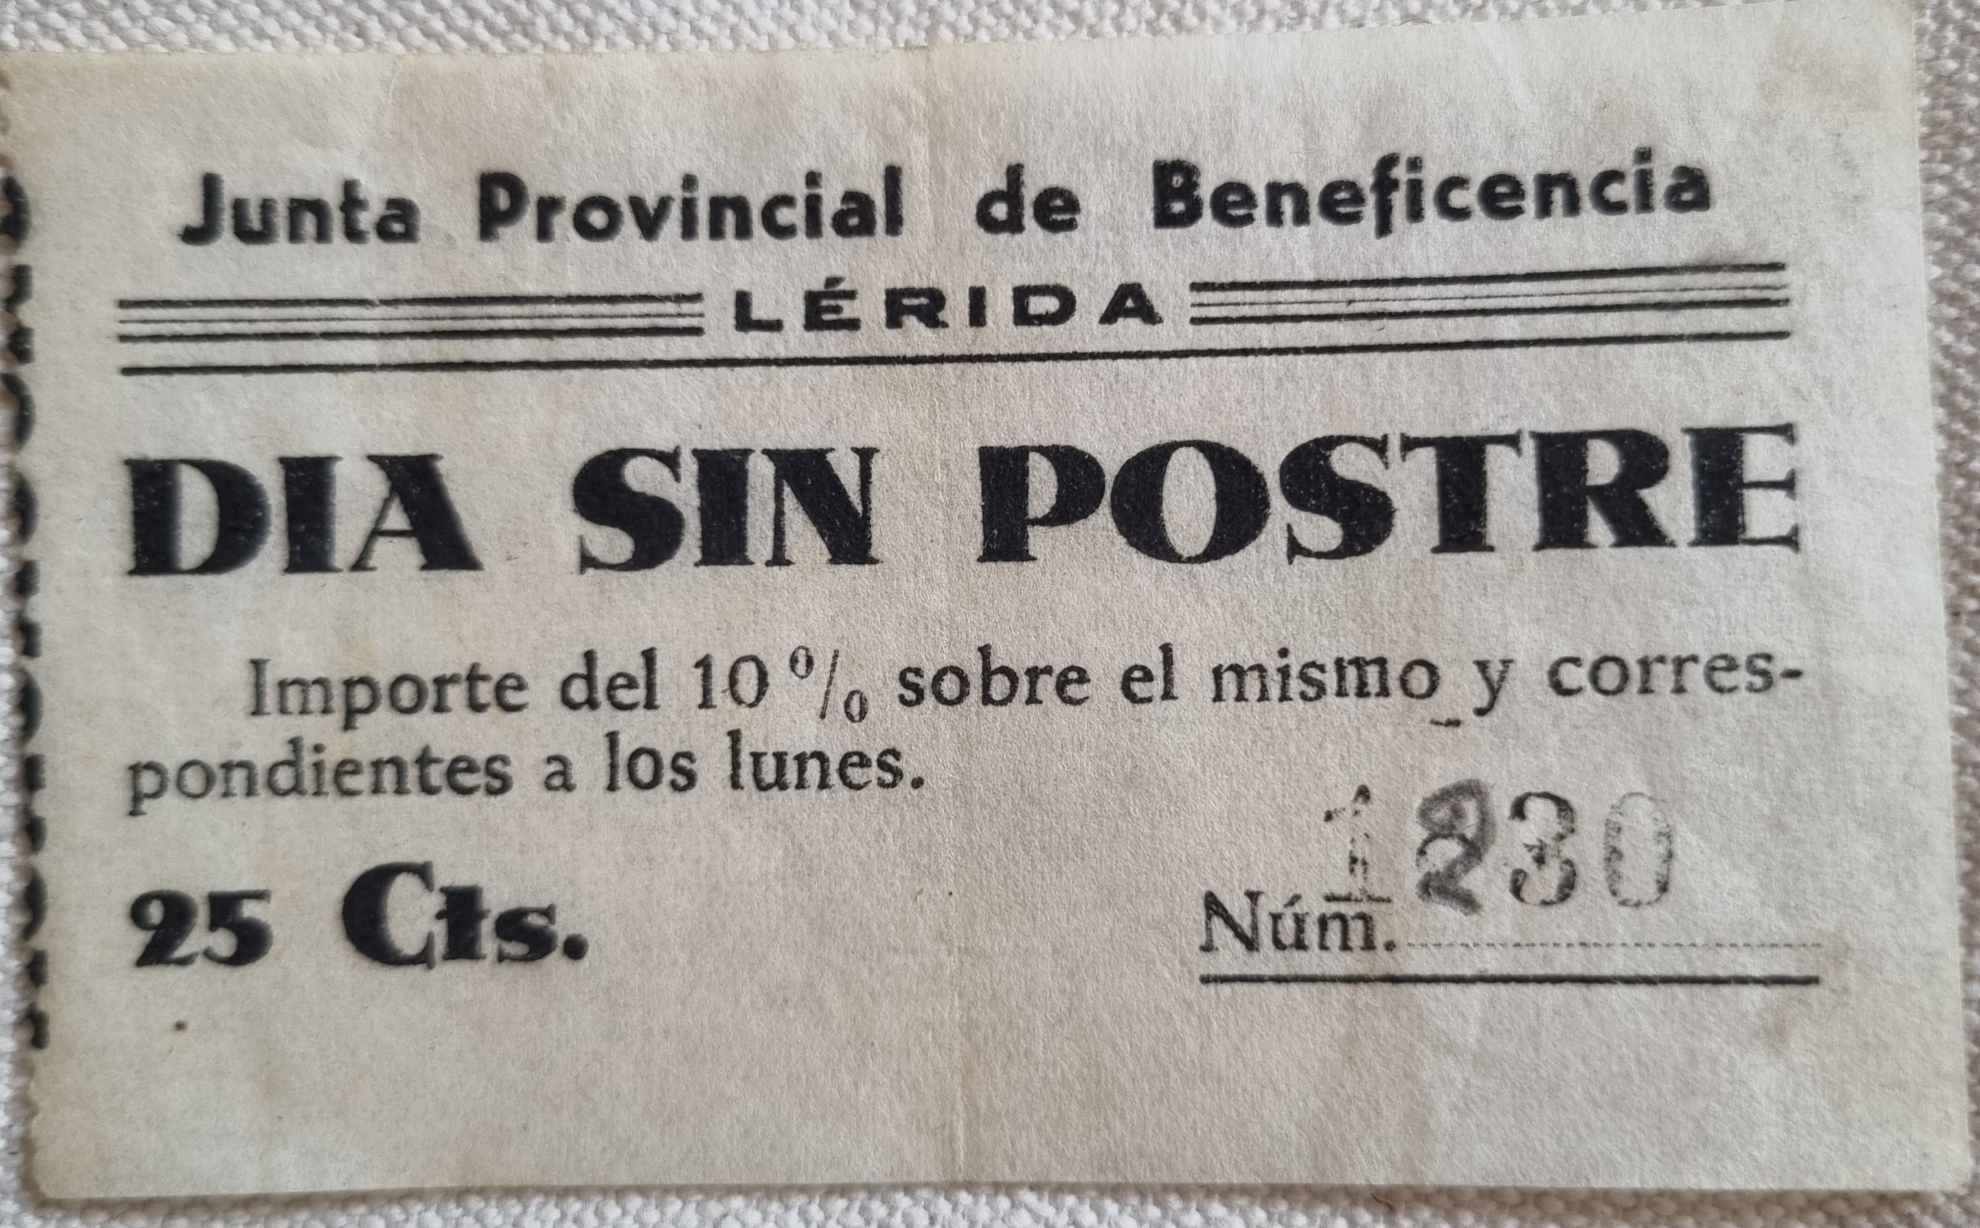 Junta Provincial de Beneficencia
LÉRIDA
DIA SIN POSTRE
Importe del 10 % sobre el mismo y corres-
pondientes a los lunes.
25 Cts.
Núm. 1230